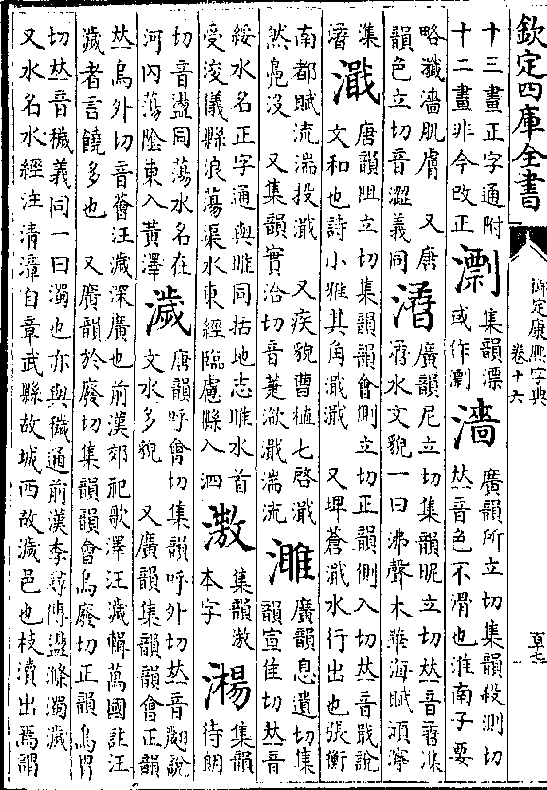 欽定四庫全書
御定康熙字典
卷十六
十三畫正字通附
十二畫非今改正
集韻漂
或作
濇
廣韻所立切集韻殺測切
𠀤音色不滑也淮南子要
略瀸濇肌膚　又唐
韻色立切音澀義同
廣韻尼立切集韻昵立切𠀤音
水文貌一曰沸聲木華海賦澒濘
集
濈
唐韻阻立切集韻韻會側立切正韻側入切𠀤音戢說
文和也詩小雅其角濈濈　又埤蒼濈水行出也張衡
南都賦流湍投濈　又疾貌曹植七啓濈
然鳧沒　又集韻實洽切音萐濈湍流
濉
廣韻息遺切集
韻宣隹切𠀤音
綏水名正字通與睢同括地志睢水首
受浚儀縣浪蕩渠水東經臨慮縣入泗
集韻激
本字
集韻
待朗
切音盪同蕩水名在
河內蕩陰東入黃澤
濊
唐韻呼會切集韻呼外切𠀤音翽說
文水多貌　又廣韻集韻韻會正韻
𠀤烏外切音薈汪濊深廣也前漢郊祀歌澤汪濊輯萬國註汪
濊者言饒多也　又廣韻於廢切集韻韻會烏廢切正韻烏胃
切𠀤音穢義同一曰濁也亦與穢通前漢李尋傳盪滌濁濊
又水名水經注清漳自章武縣故城西故濊邑也枝瀆出焉謂